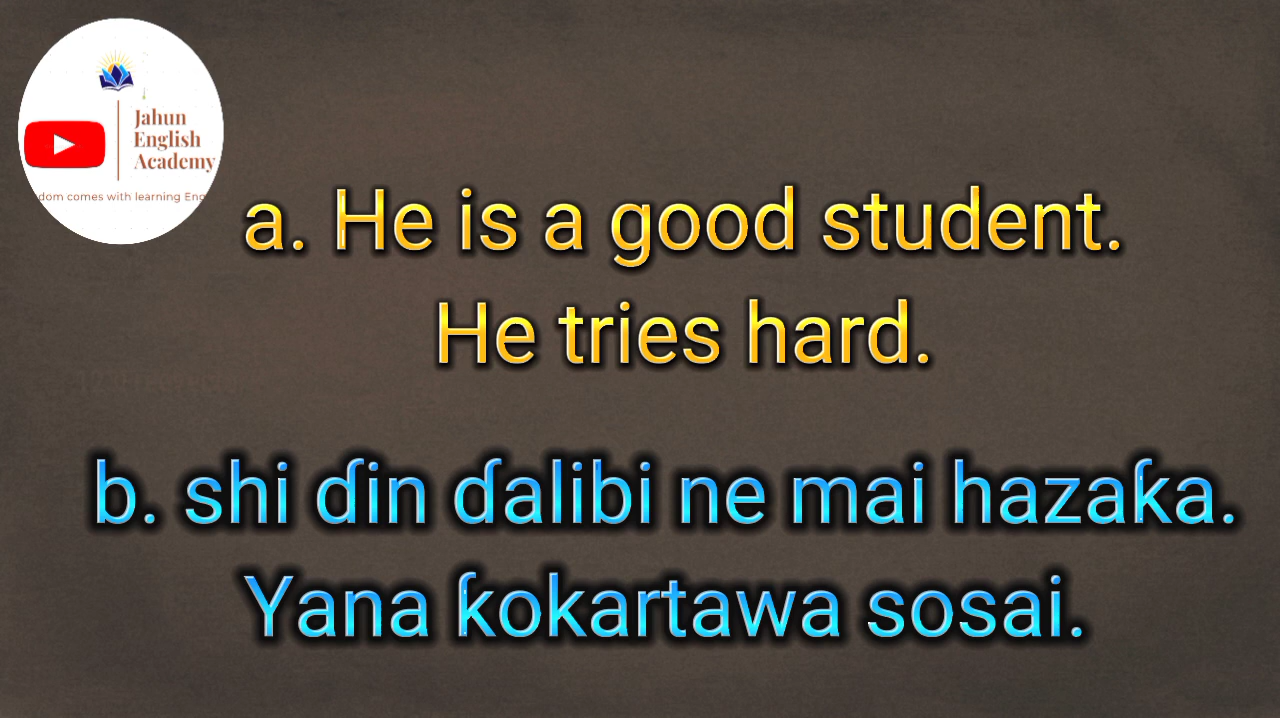 Jahun
English
Academy
dom comes with learning
a. He is a good student.
He tries hard.
b. shi ɗin ɗalibi ne mai hazaƙa.
Yana ƙokartawa sosai.